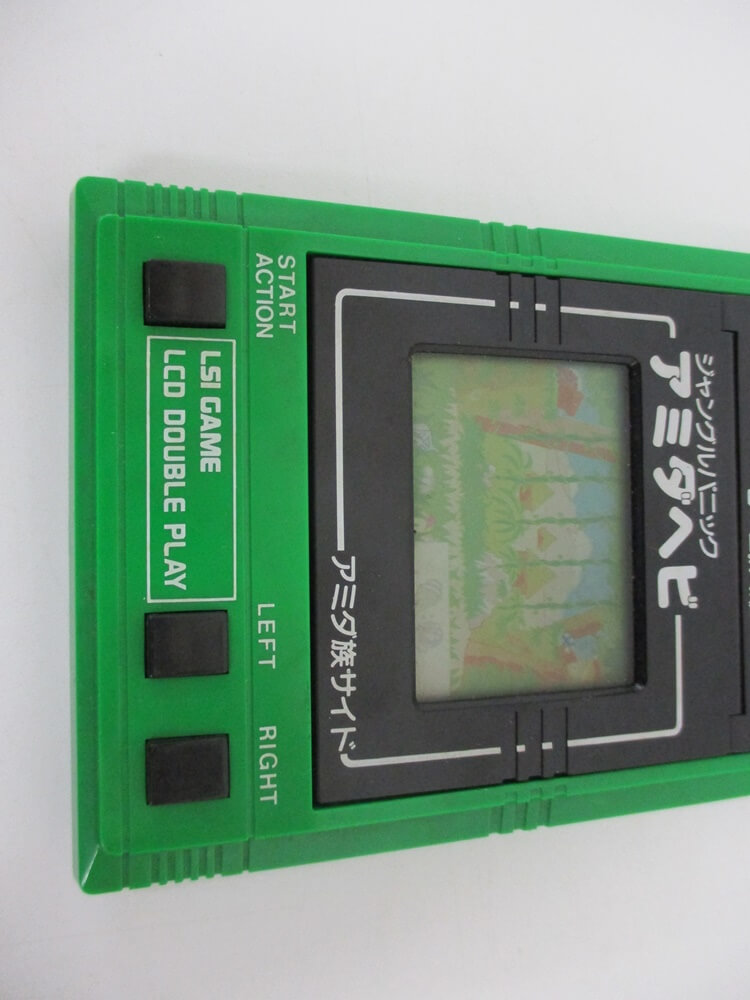 ジャングルパニック
アミダヘビ
アミダ族サイド
START
ACTION
LEFT
RIGHT
LSI GAME
LCD DOUBLE PLAY